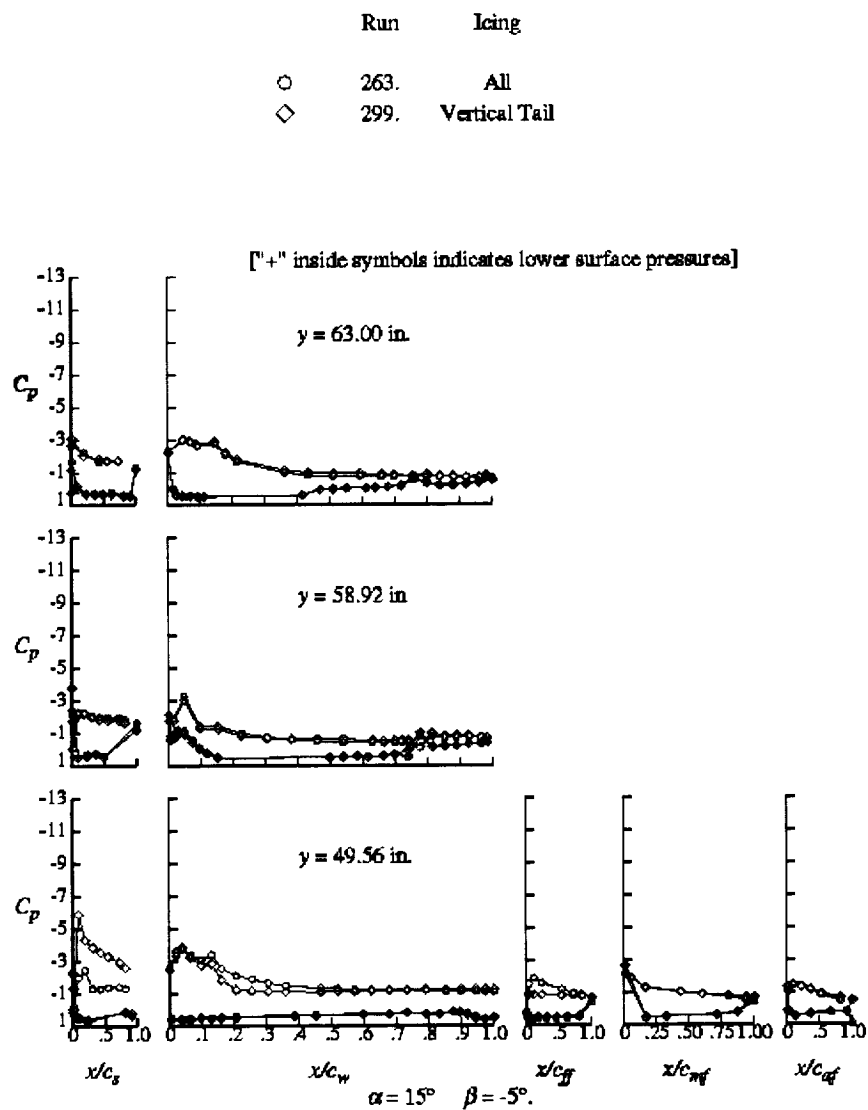 Run Icing
263. All
299. Vertical Tail
["+" inside symbols indicates lower surface pressures]
-13
-11
-9
y = 63.00 in.
-7
C_p -5
-3
-1
1
-13
-11
-9
y = 58.92 in
-7
C_p -5
-3
-1
1
-13
-11
-9
y = 49.56 in.
-7
C_p -5
-3
-1
1
0 .5 1.0 0 .1 .2 .3 .4 .5 .6 .7 .8 .9 1.0 0 .5 1.0 0 .25 .50 .75 1.00 0 .5 1.0
x/c_s x/c_w x/c_ff x/c_mf x/c_af
α = 15° β = -5°.